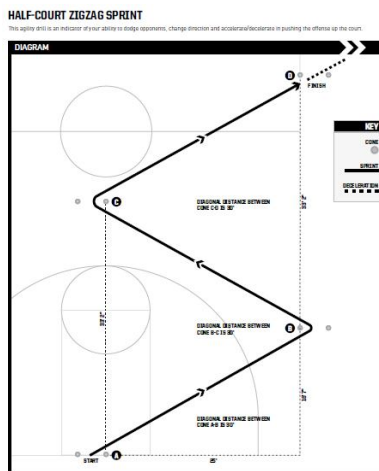 HALF-COURT ZIGZAG SPRINT
This agility drill is an indicator of your ability to dodge opponents, change direction and accelerate/decelerate in pushing the offense up the court.
DIAGRAM
D
FINISH
KEY
CONE
SPRINT
DECELERATION
C
DIAGONAL DISTANCE BETWEEN
CONE C-D IS 30'
DIAGONAL DISTANCE BETWEEN
CONE B-C IS 30'
B
DIAGONAL DISTANCE BETWEEN
CONE A-B IS 30'
START
A
25'